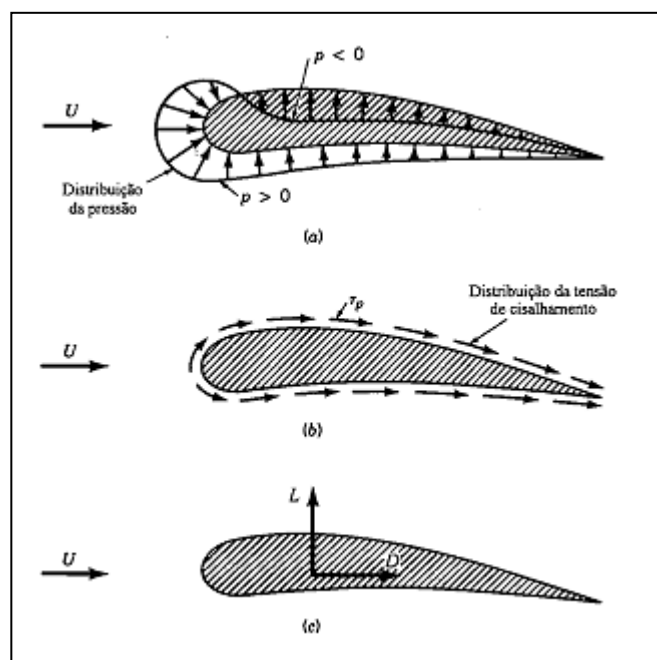 p < 0
U
Distribuição
da pressão
p > 0
(a)
τp
Distribuição da tensão
de cisalhamento
U
(b)
L
U
D
(c)